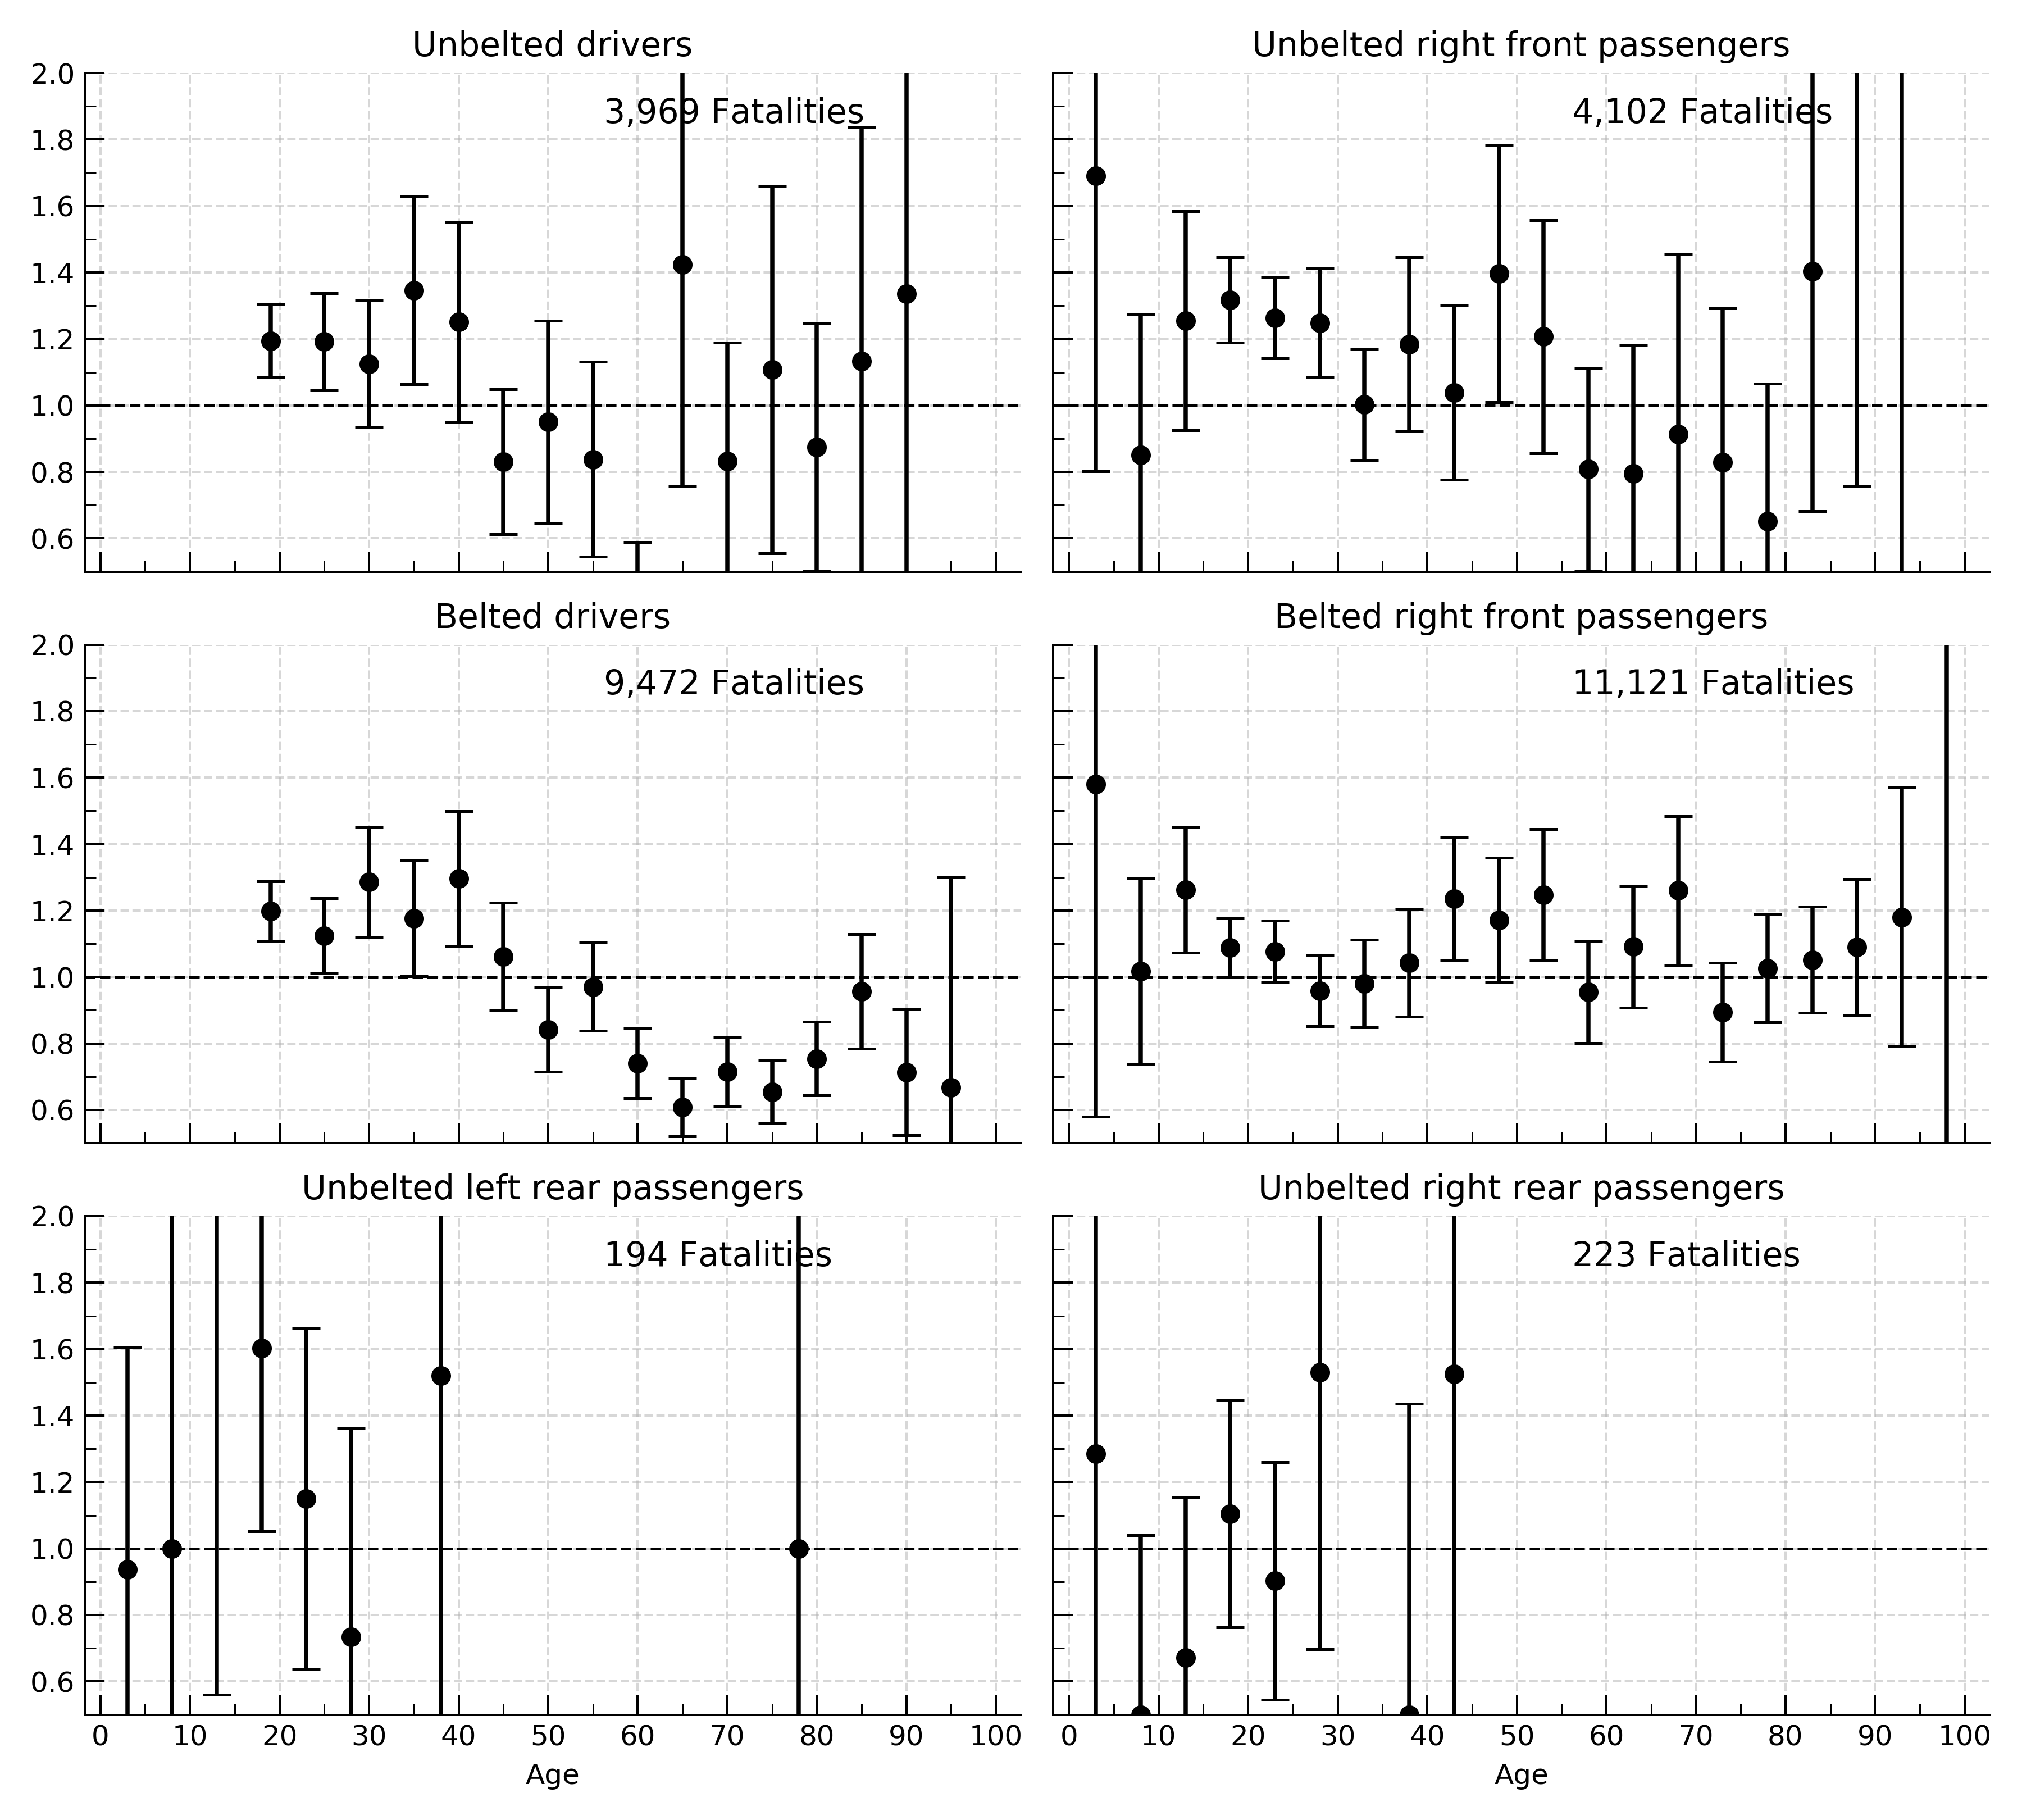 Unbelted drivers
3,969 Fatalities
2.0
1.8
1.6
1.4
1.2
1.0
0.8
0.6
Unbelted right front passengers
4,102 Fatalities
Belted drivers
9,472 Fatalities
2.0
1.8
1.6
1.4
1.2
1.0
0.8
0.6
Belted right front passengers
11,121 Fatalities
Unbelted left rear passengers
194 Fatalities
2.0
1.8
1.6
1.4
1.2
1.0
0.8
0.6
0 10 20 30 40 50 60 70 80 90 100
Age
Unbelted right rear passengers
223 Fatalities
0 10 20 30 40 50 60 70 80 90 100
Age